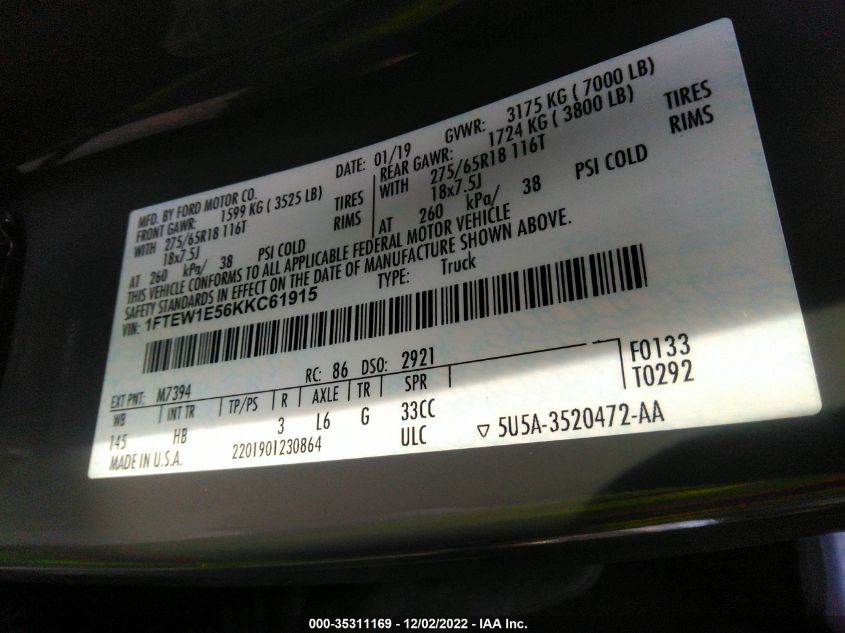 MFD. BY FORD MOTOR CO.
DATE: 01/19 GVWR: 3175 KG ( 7000 LB)
FRONT GAWR: 1599 KG ( 3525 LB)
REAR GAWR: 1724 KG ( 3800 LB)
WITH 275/65R18 116T TIRES
WITH 275/65R18 116T TIRES
18x7.5J RIMS
18x7.5J RIMS
AT 260 kPa/ 38 PSI COLD
AT 260 kPa/ 38 PSI COLD
THIS VEHICLE CONFORMS TO ALL APPLICABLE FEDERAL MOTOR VEHICLE
SAFETY STANDARDS IN EFFECT ON THE DATE OF MANUFACTURE SHOWN ABOVE.
VIN: 1FTEW1E56KKC61915 TYPE: Truck
EXT PNT: M7394 RC: 86 DSO: 2921
F0133
WB INT TR TP/PS R AXLE TR SPR
T0292
145 HB 3 L6 G 33CC
MADE IN U.S.A. 2201901230864 ULC ▽ 5U5A-3520472-AA
000-35311169 - 12/02/2022 - IAA Inc.